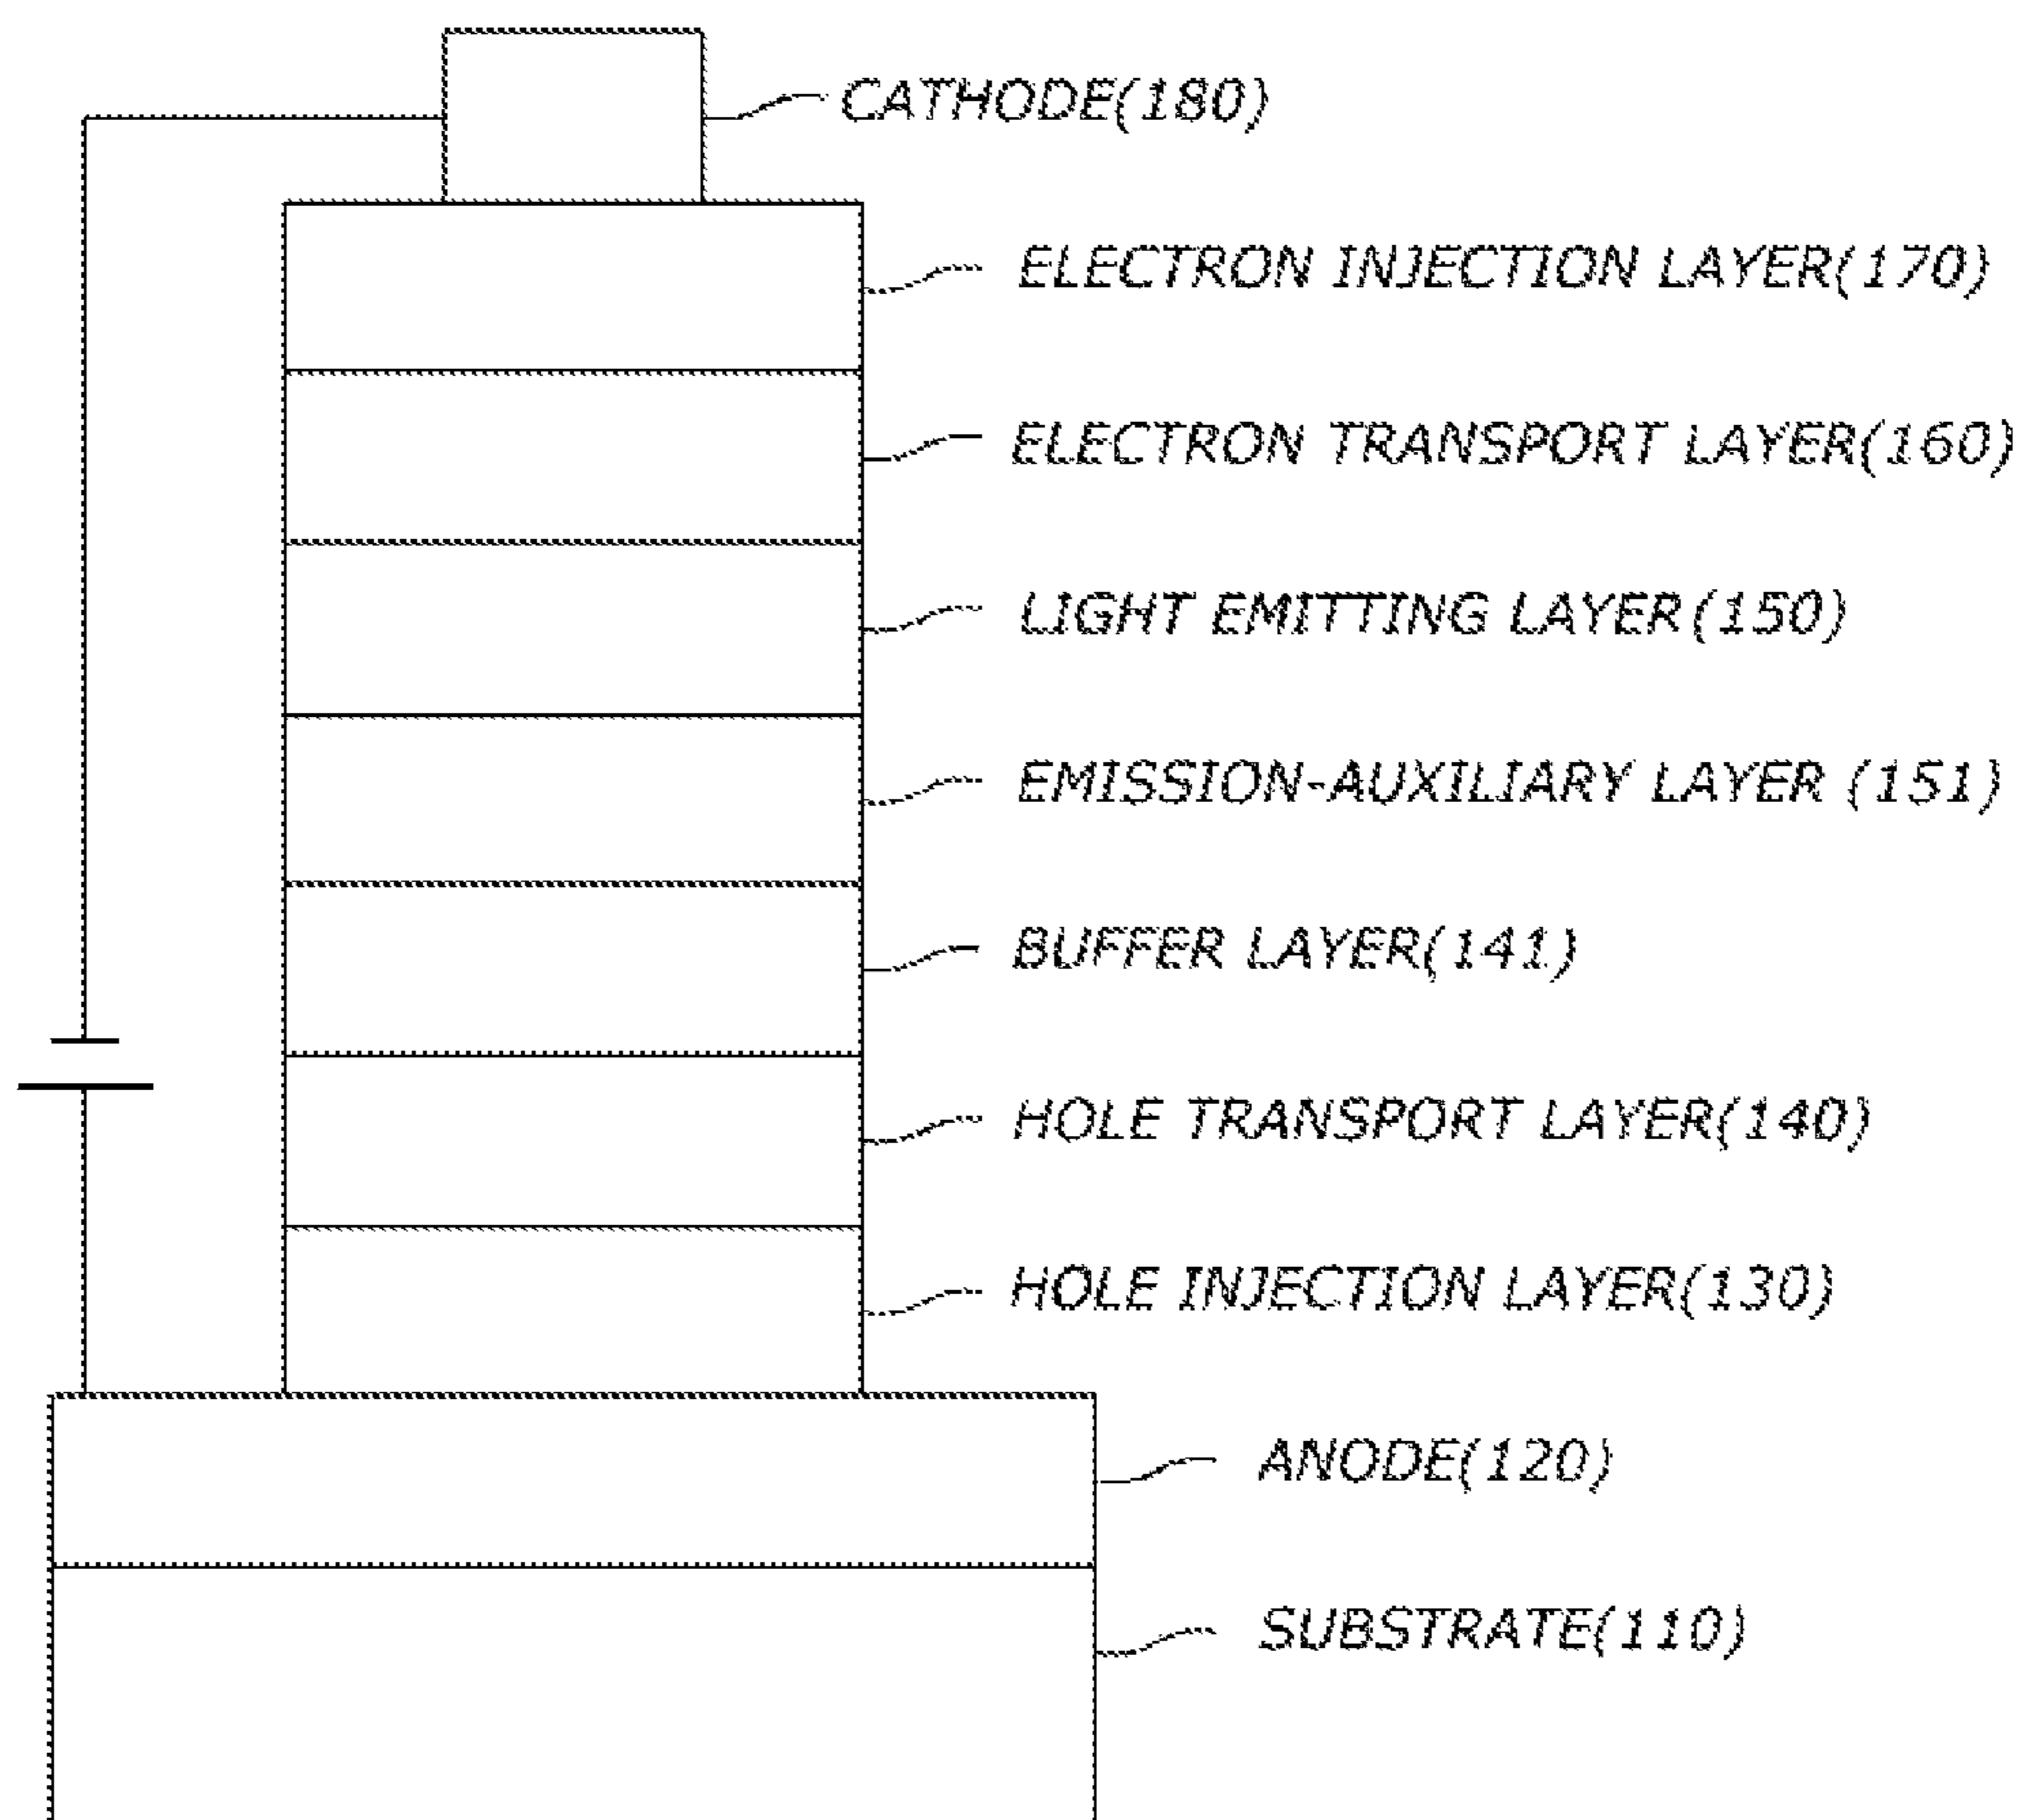 CATHODE(180)
ELECTRON INJECTION LAYER(170)
ELECTRON TRANSPORT LAYER(160)
LIGHT EMITTING LAYER(150)
EMISSION-AUXILIARY LAYER (151)
BUFFER LAYER(141)
HOLE TRANSPORT LAYER(140)
HOLE INJECTION LAYER(130)
ANODE(120)
SUBSTRATE(110)